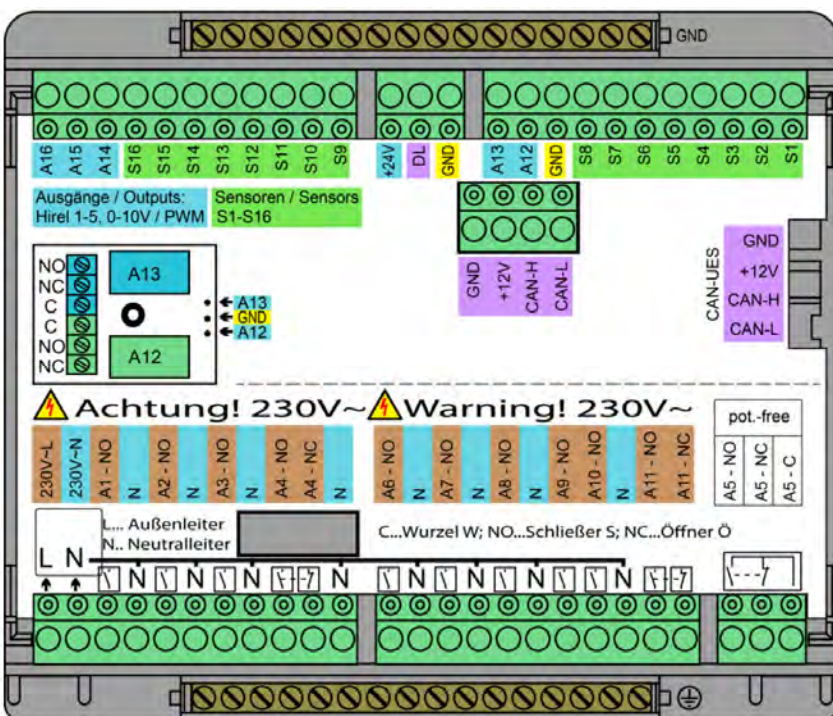 GND
A16 A15 A14 S16 S15 S14 S13 S12 S11 S10 S9 +24V DL GND A13 A12 GND S8 S7 S6 S5 S4 S3 S2 S1
Ausgänge / Outputs:
Hirel 1-5, 0-10V / PWM
Sensoren / Sensors
S1-S16
GND +12V CAN-H CAN-L
CAN-UES
GND
+12V
CAN-H
CAN-L
NO
NC
C
C
NO
NC
A13
A12
A13
GND
A12
Achtung! 230V~
Warning! 230V~
pot.-free
230V~L 230V~N A1 - NO N A2 - NO N A3 - NO N A4 - NO A4 - NC N A6 - NO N A7 - NO N A8 - NO N A9 - NO A10 - NO N A11 - NO A11 - NC A5 - NO A5 - NC A5 - C
L... Außenleiter
N.. Neutralleiter
C...Wurzel W; NO...Schließer S; NC...Öffner Ö
L N N N N N N N N N